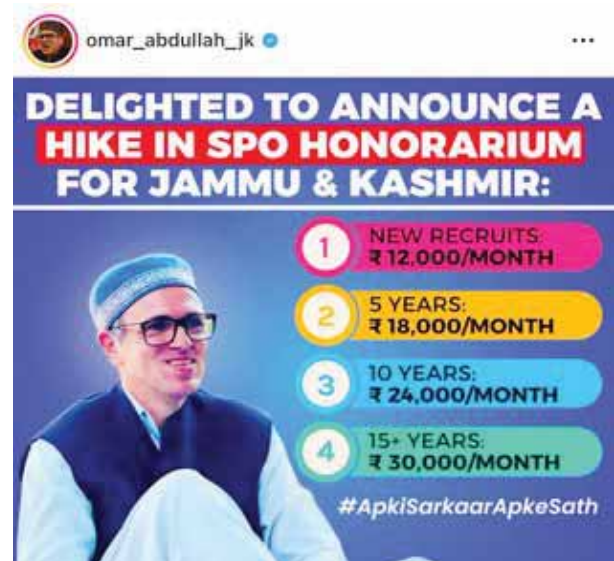 omar_abdullah_jk
DELIGHTED TO ANNOUNCE A
HIKE IN SPO HONORARIUM
FOR JAMMU & KASHMIR:
1
NEW RECRUITS:
₹ 12,000/MONTH
2
5 YEARS:
₹ 18,000/MONTH
3
10 YEARS:
₹ 24,000/MONTH
4
15+ YEARS:
₹ 30,000/MONTH
#ApkiSarkaarApkeSath